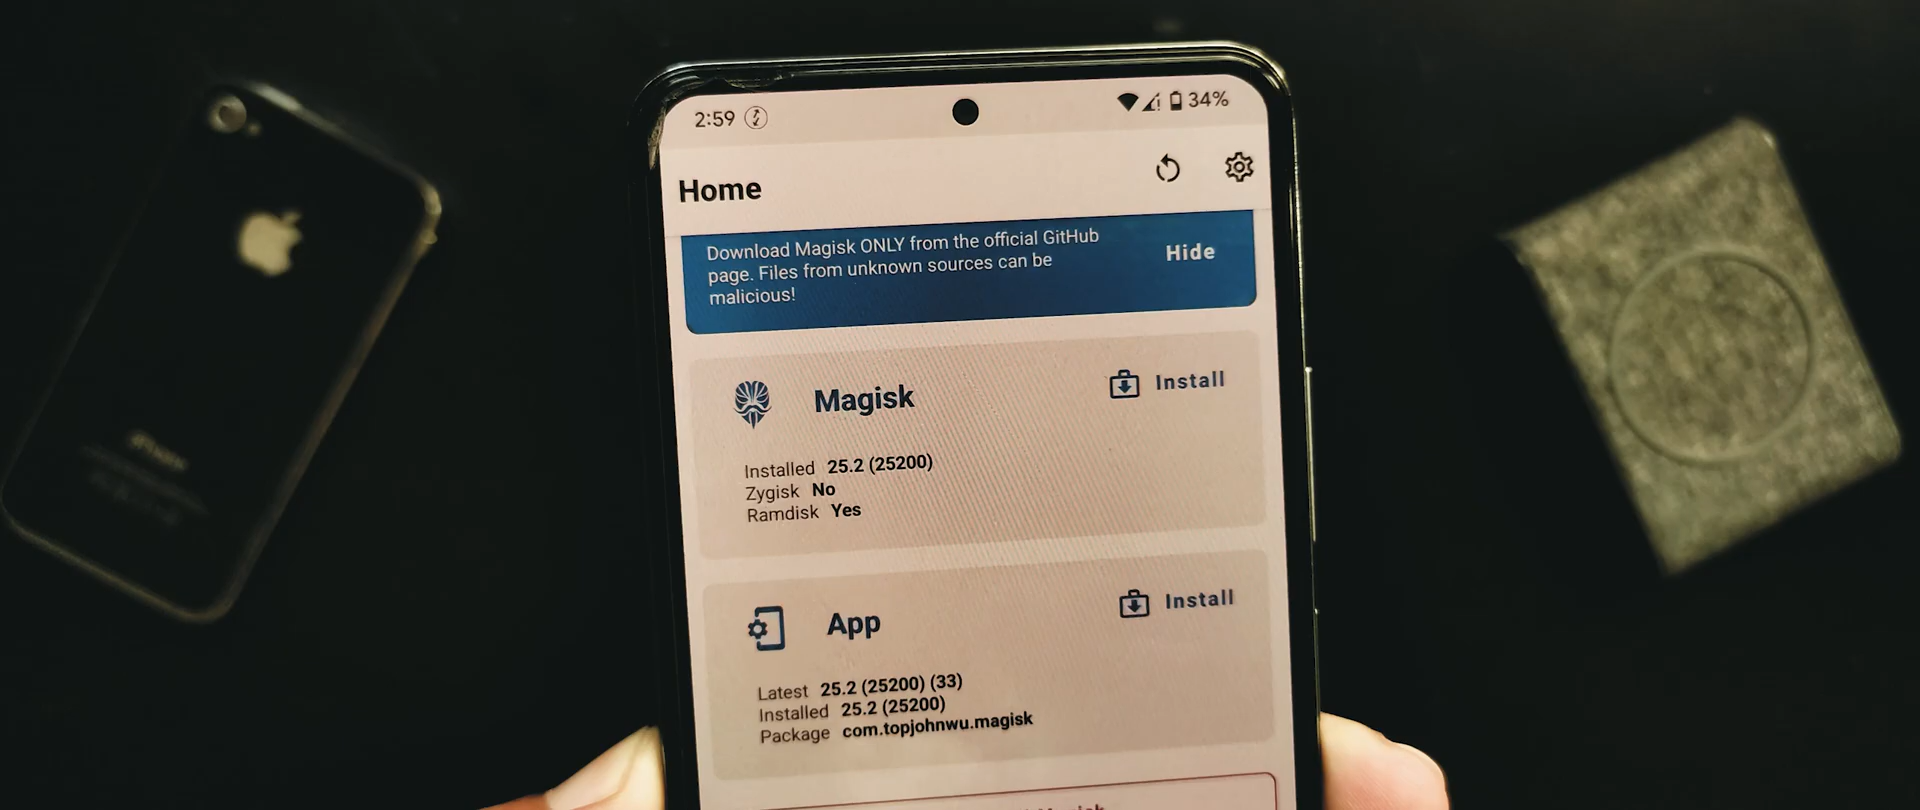 2:59 34%
Home
Download Magisk ONLY from the official GitHub
page. Files from unknown sources can be
malicious!
Hide
Magisk
Install
Installed 25.2 (25200)
Zygisk No
Ramdisk Yes
App
Install
Latest 25.2 (25200) (33)
Installed 25.2 (25200)
Package com.topjohnwu.magisk